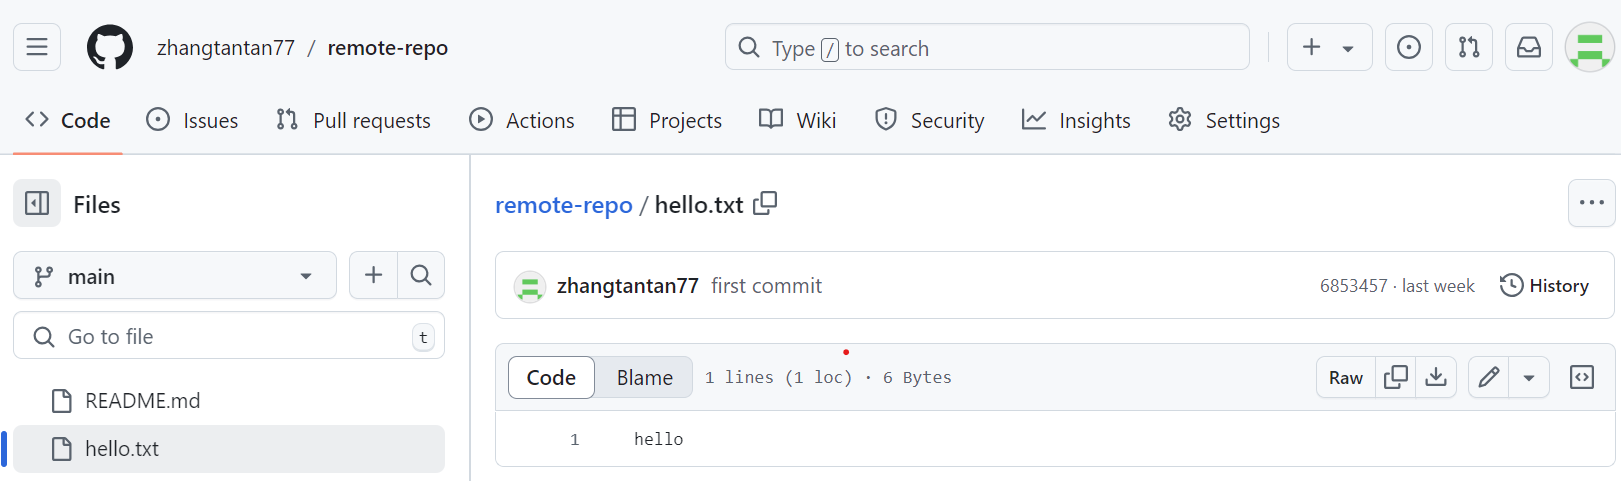 zhangtantan77 / remote-repo Type / to search
Code Issues Pull requests Actions Projects Wiki Security Insights Settings
Files
remote-repo / hello.txt
main
zhangtantan77 first commit 6853457 · last week History
Go to file t
Code Blame 1 lines (1 loc) · 6 Bytes Raw
README.md
1 hello
hello.txt